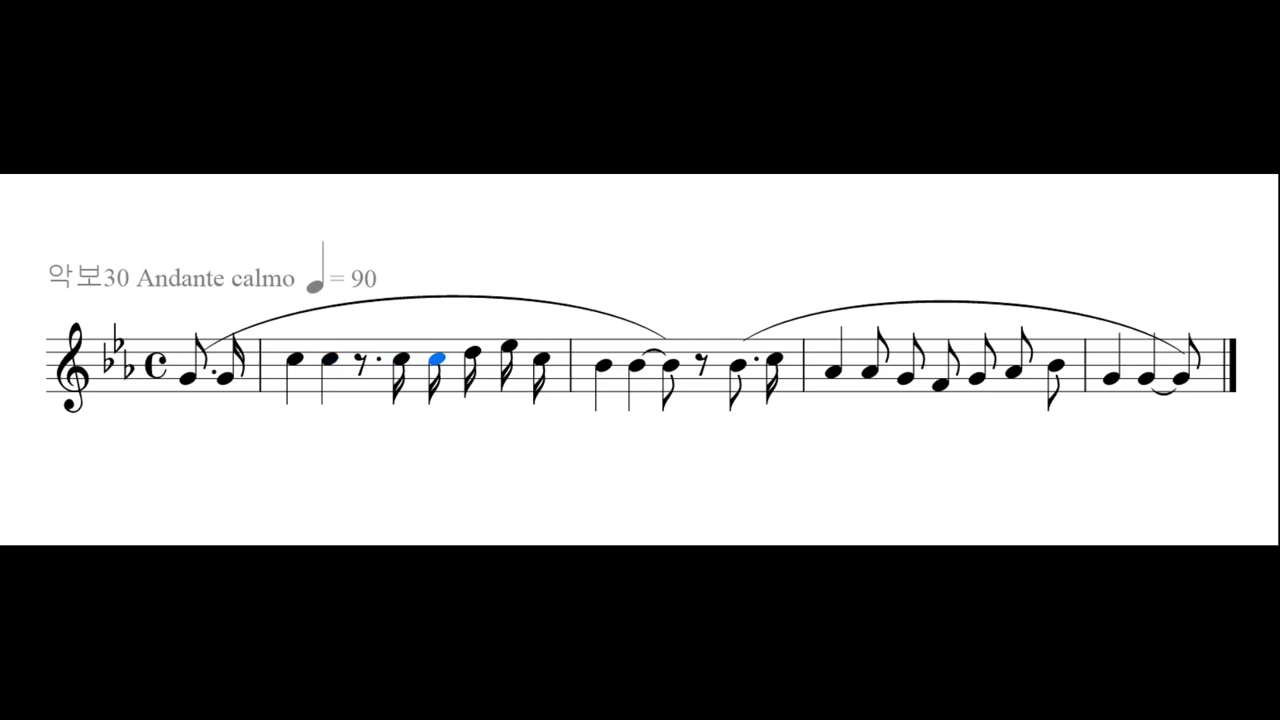 악보30 Andante calmo = 90